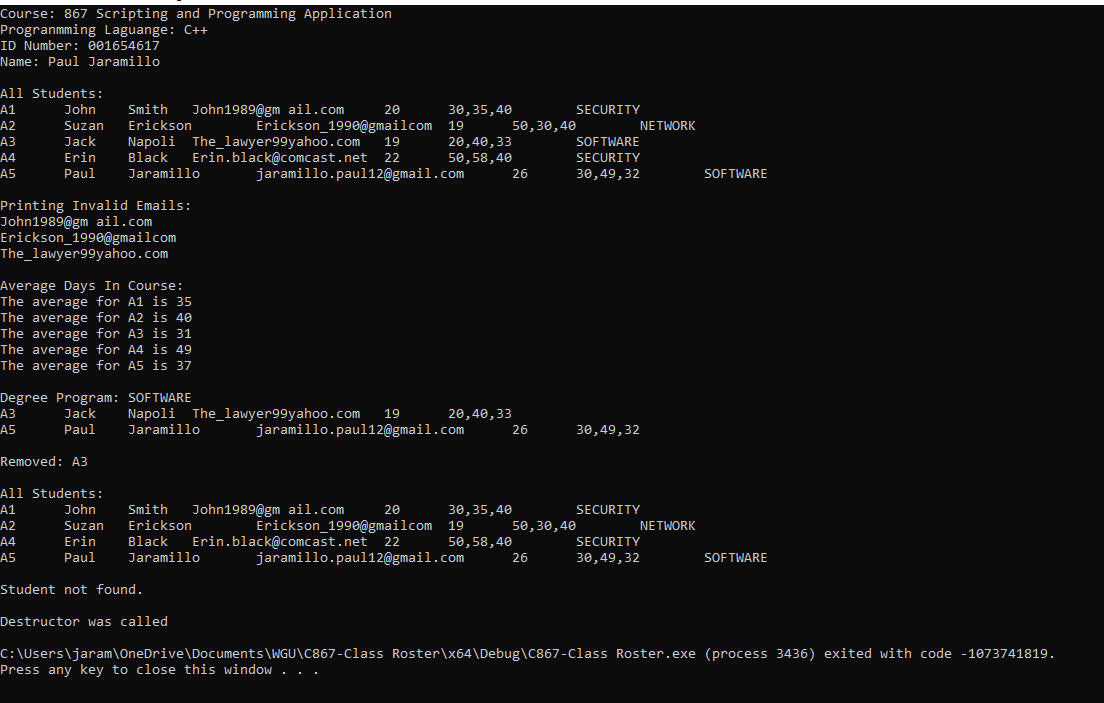 Course: 867 Scripting and Programming Application
Progranmming Laguange: C++
ID Number: 001654617
Name: Paul Jaramillo
All Students:
A1 John Smith John1989@gm ail.com 20 30,35,40 SECURITY
A2 Suzan Erickson Erickson_1990@gmailcom 19 50,30,40 NETWORK
A3 Jack Napoli The_lawyer99yahoo.com 19 20,40,33 SOFTWARE
A4 Erin Black Erin.black@comcast.net 22 50,58,40 SECURITY
A5 Paul Jaramillo jaramillo.paul12@gmail.com 26 30,49,32 SOFTWARE
Printing Invalid Emails:
John1989@gm ail.com
Erickson_1990@gmailcom
The_lawyer99yahoo.com
Average Days In Course:
The average for A1 is 35
The average for A2 is 40
The average for A3 is 31
The average for A4 is 49
The average for A5 is 37
Degree Program: SOFTWARE
A3 Jack Napoli The_lawyer99yahoo.com 19 20,40,33
A5 Paul Jaramillo jaramillo.paul12@gmail.com 26 30,49,32
Removed: A3
All Students:
A1 John Smith John1989@gm ail.com 20 30,35,40 SECURITY
A2 Suzan Erickson Erickson_1990@gmailcom 19 50,30,40 NETWORK
A4 Erin Black Erin.black@comcast.net 22 50,58,40 SECURITY
A5 Paul Jaramillo jaramillo.paul12@gmail.com 26 30,49,32 SOFTWARE
Student not found.
Destructor was called
C:\Users\jaram\OneDrive\Documents\WGU\C867-Class Roster\x64\Debug\C867-Class Roster.exe (process 3436) exited with code -1073741819.
Press any key to close this window . . .